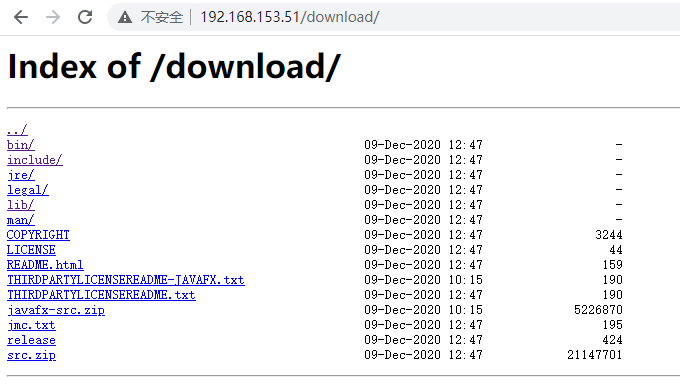 不安全 | 192.168.153.51/download/
Index of /download/
../
bin/ 09-Dec-2020 12:47 -
include/ 09-Dec-2020 12:47 -
jre/ 09-Dec-2020 12:47 -
legal/ 09-Dec-2020 12:47 -
lib/ 09-Dec-2020 12:47 -
man/ 09-Dec-2020 12:47 -
COPYRIGHT 09-Dec-2020 12:47 3244
LICENSE 09-Dec-2020 12:47 44
README.html 09-Dec-2020 12:47 159
THIRDPARTYLICENSEREADME-JAVAFX.txt 09-Dec-2020 10:15 190
THIRDPARTYLICENSEREADME.txt 09-Dec-2020 12:47 190
javafx-src.zip 09-Dec-2020 10:15 5226870
jmc.txt 09-Dec-2020 12:47 195
release 09-Dec-2020 12:47 424
src.zip 09-Dec-2020 12:47 21147701